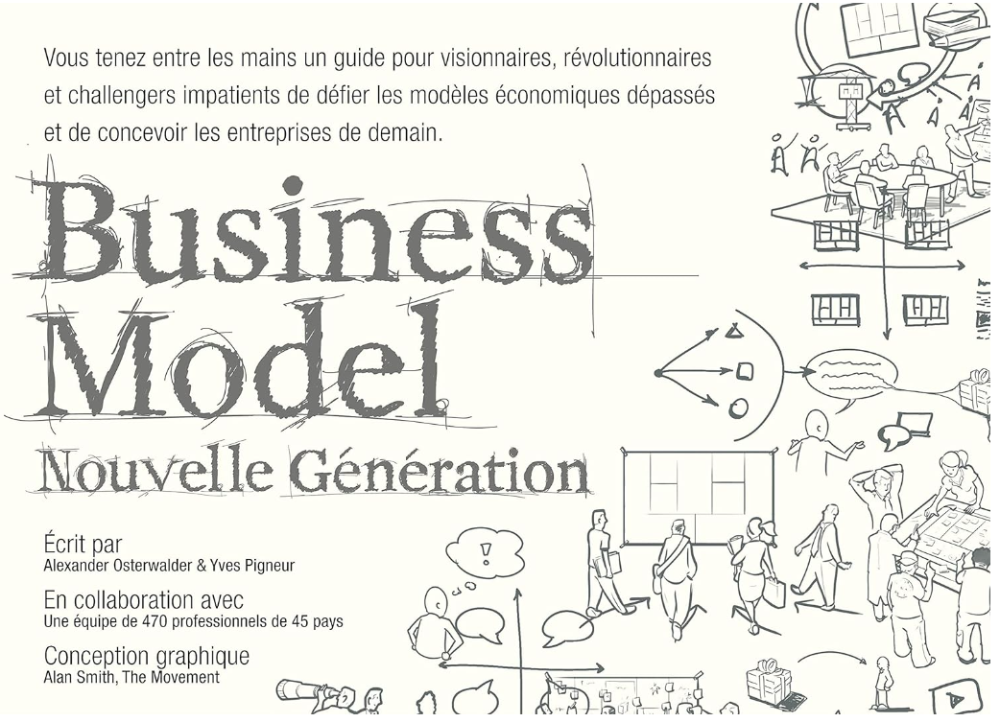 Vous tenez entre les mains un guide pour visionnaires, révolutionnaires
et challengers impatients de défier les modèles économiques dépassés
et de concevoir les entreprises de demain.
Business
Model
Nouvelle Génération
Écrit par
Alexander Osterwalder & Yves Pigneur
En collaboration avec
Une équipe de 470 professionnels de 45 pays
Conception graphique
Alan Smith, The Movement